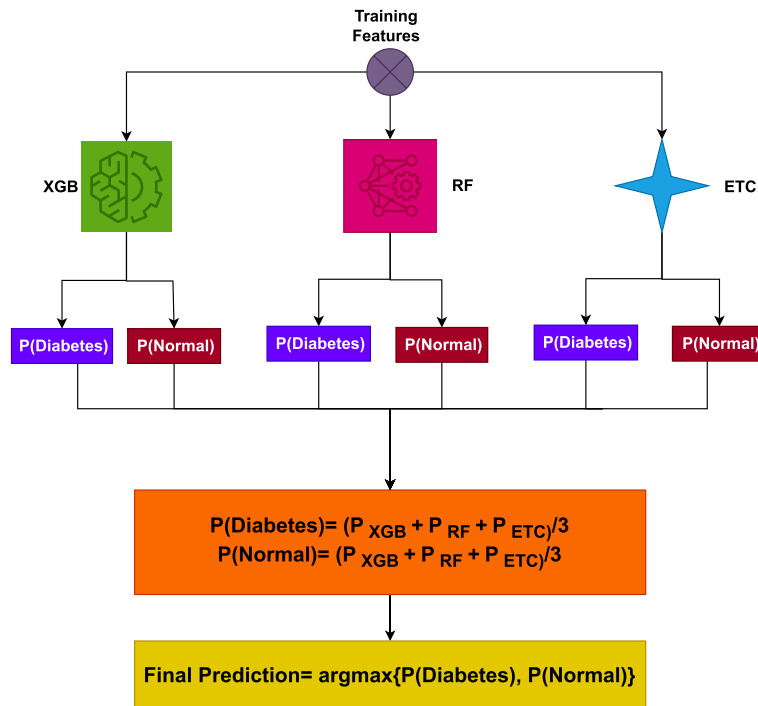 Training
Features
XGB
RF
ETC
P(Diabetes)
P(Normal)
P(Diabetes)
P(Normal)
P(Diabetes)
P(Normal)
P(Diabetes)= (P XGB + P RF + P ETC)/3
P(Normal)= (P XGB + P RF + P ETC)/3
Final Prediction= argmax{P(Diabetes), P(Normal)}